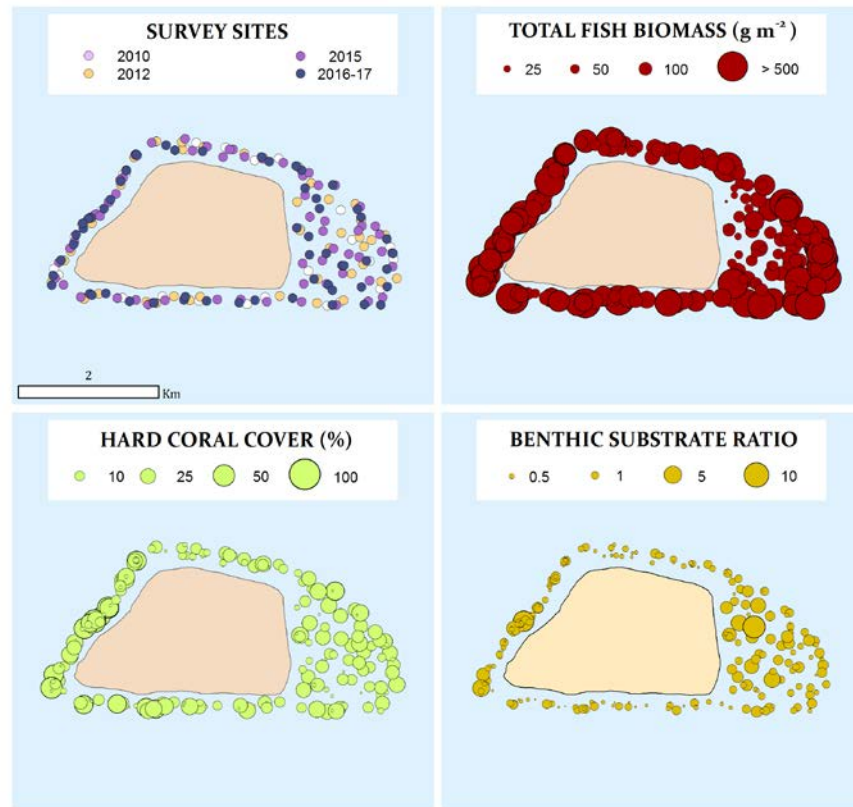 SURVEY SITES
2010 2015
2012 2016-17
2
Km
TOTAL FISH BIOMASS (g m⁻²)
25 50 100 > 500
HARD CORAL COVER (%)
10 25 50 100
BENTHIC SUBSTRATE RATIO
0.5 1 5 10